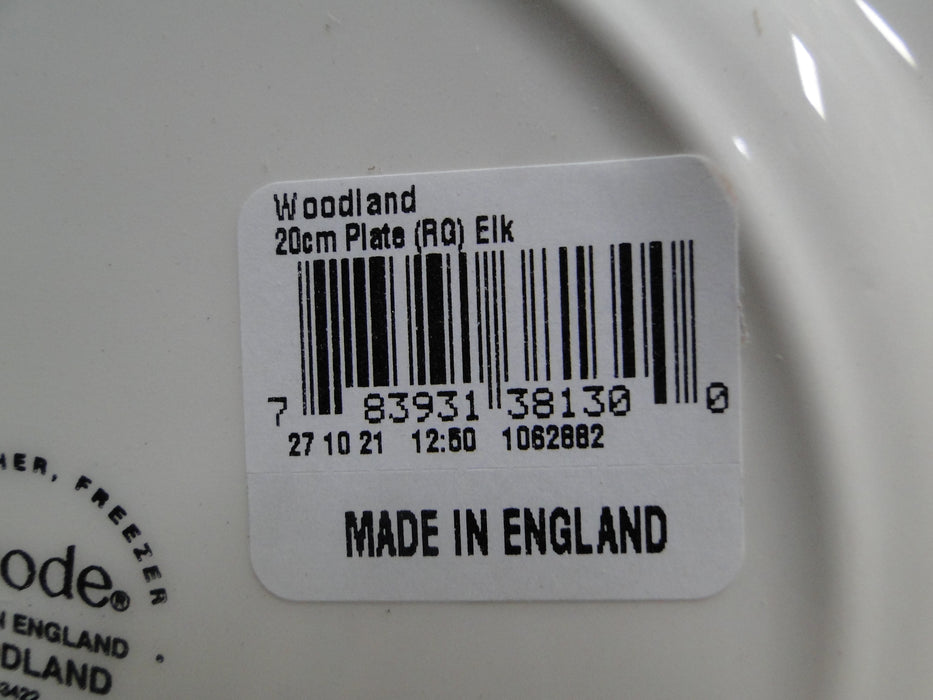 Woodland
20cm Plate (RG) Elk
7 83931 38130 0
27 10 21 12:50 1062882
MADE IN ENGLAND
HER, FREEZER
ode®
N ENGLAND
DLAND